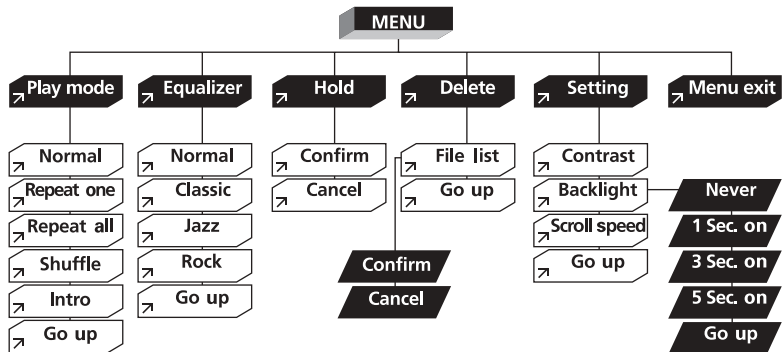 MENU
Play mode
Equalizer
Hold
Delete
Setting
Menu exit
Normal
Repeat one
Repeat all
Shuffle
Intro
Go up
Normal
Classic
Jazz
Rock
Go up
Confirm
Cancel
File list
Go up
Confirm
Cancel
Contrast
Backlight
Scroll speed
Go up
Never
1 Sec. on
3 Sec. on
5 Sec. on
Go up